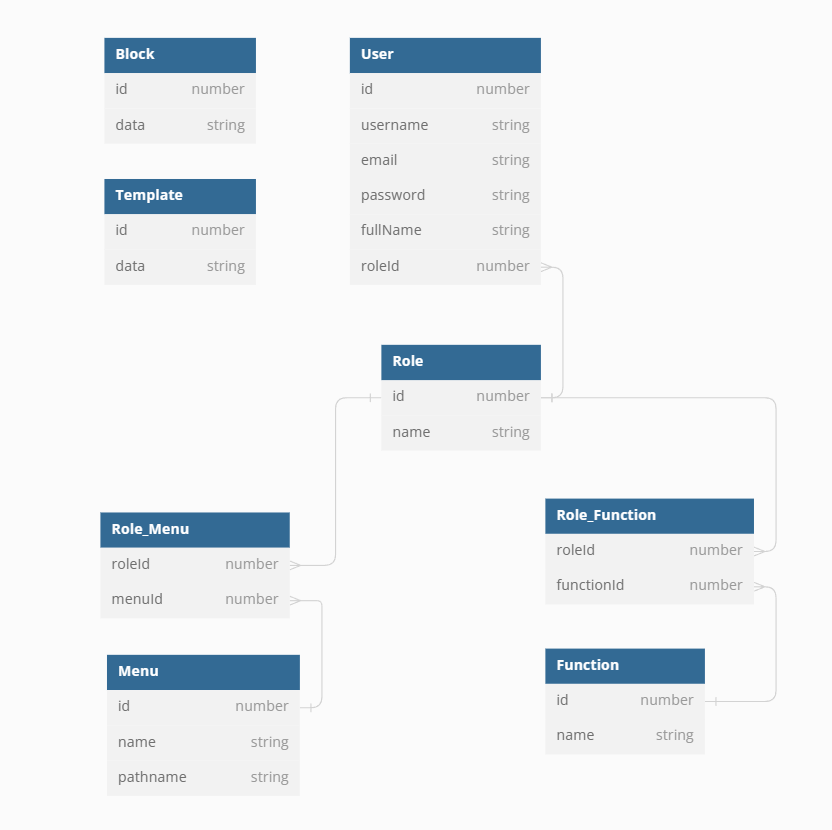 Block
id number
data string
Template
id number
data string
User
id number
username string
email string
password string
fullName string
roleId number
Role
id number
name string
Role_Menu
roleId number
menuId number
Menu
id number
name string
pathname string
Role_Function
roleId number
functionId number
Function
id number
name string